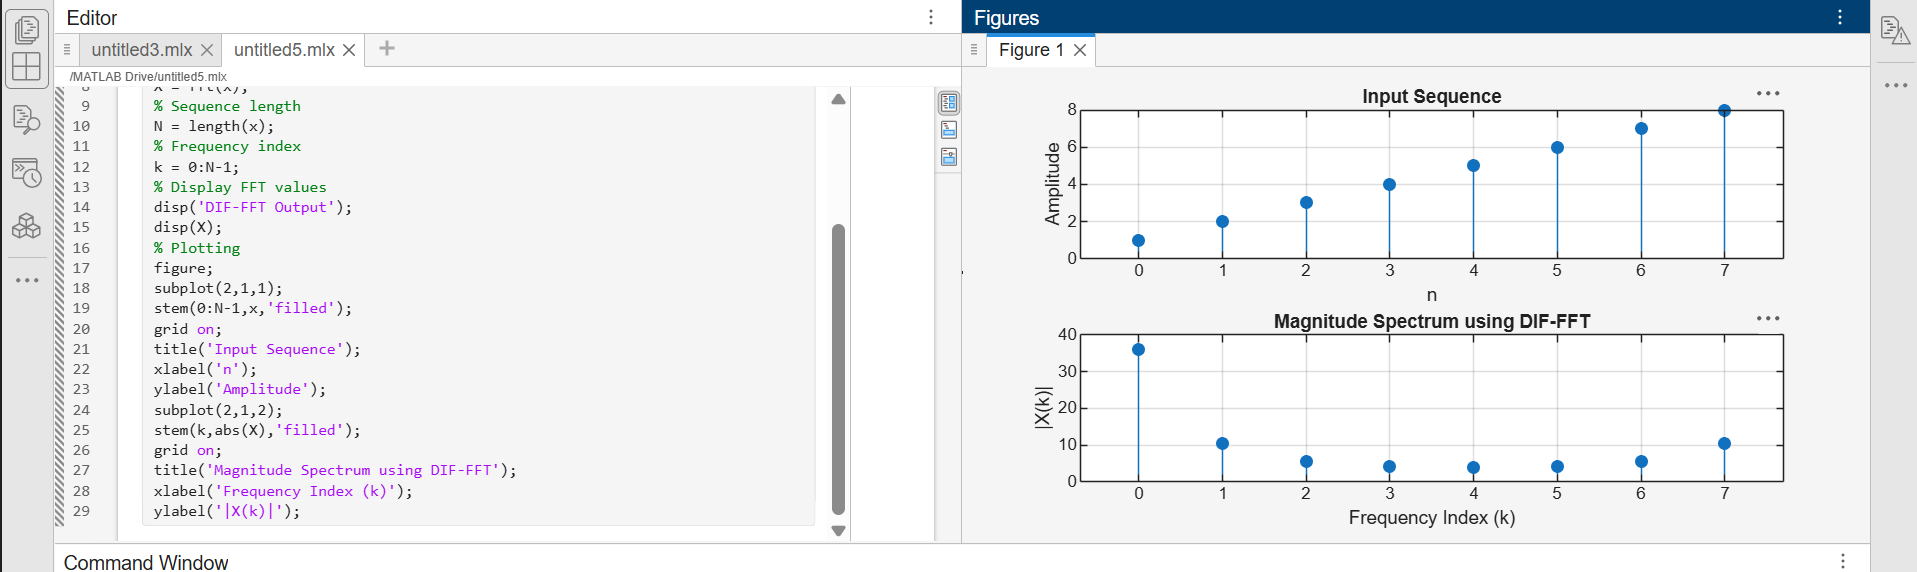 Editor
untitled3.mlx
untitled5.mlx
/MATLAB Drive/untitled5.mlx
8 X = fft(x);
9 % Sequence length
10 N = length(x);
11 % Frequency index
12 k = 0:N-1;
13 % Display FFT values
14 disp('DIF-FFT Output');
15 disp(X);
16 % Plotting
17 figure;
18 subplot(2,1,1);
19 stem(0:N-1,x,'filled');
20 grid on;
21 title('Input Sequence');
22 xlabel('n');
23 ylabel('Amplitude');
24 subplot(2,1,2);
25 stem(k,abs(X),'filled');
26 grid on;
27 title('Magnitude Spectrum using DIF-FFT');
28 xlabel('Frequency Index (k)');
29 ylabel('|X(k)|');
Command Window
Figures
Figure 1
Input Sequence
Amplitude
8
6
4
2
0
0 1 2 3 4 5 6 7
n
Magnitude Spectrum using DIF-FFT
|X(k)|
40
30
20
10
0
0 1 2 3 4 5 6 7
Frequency Index (k)